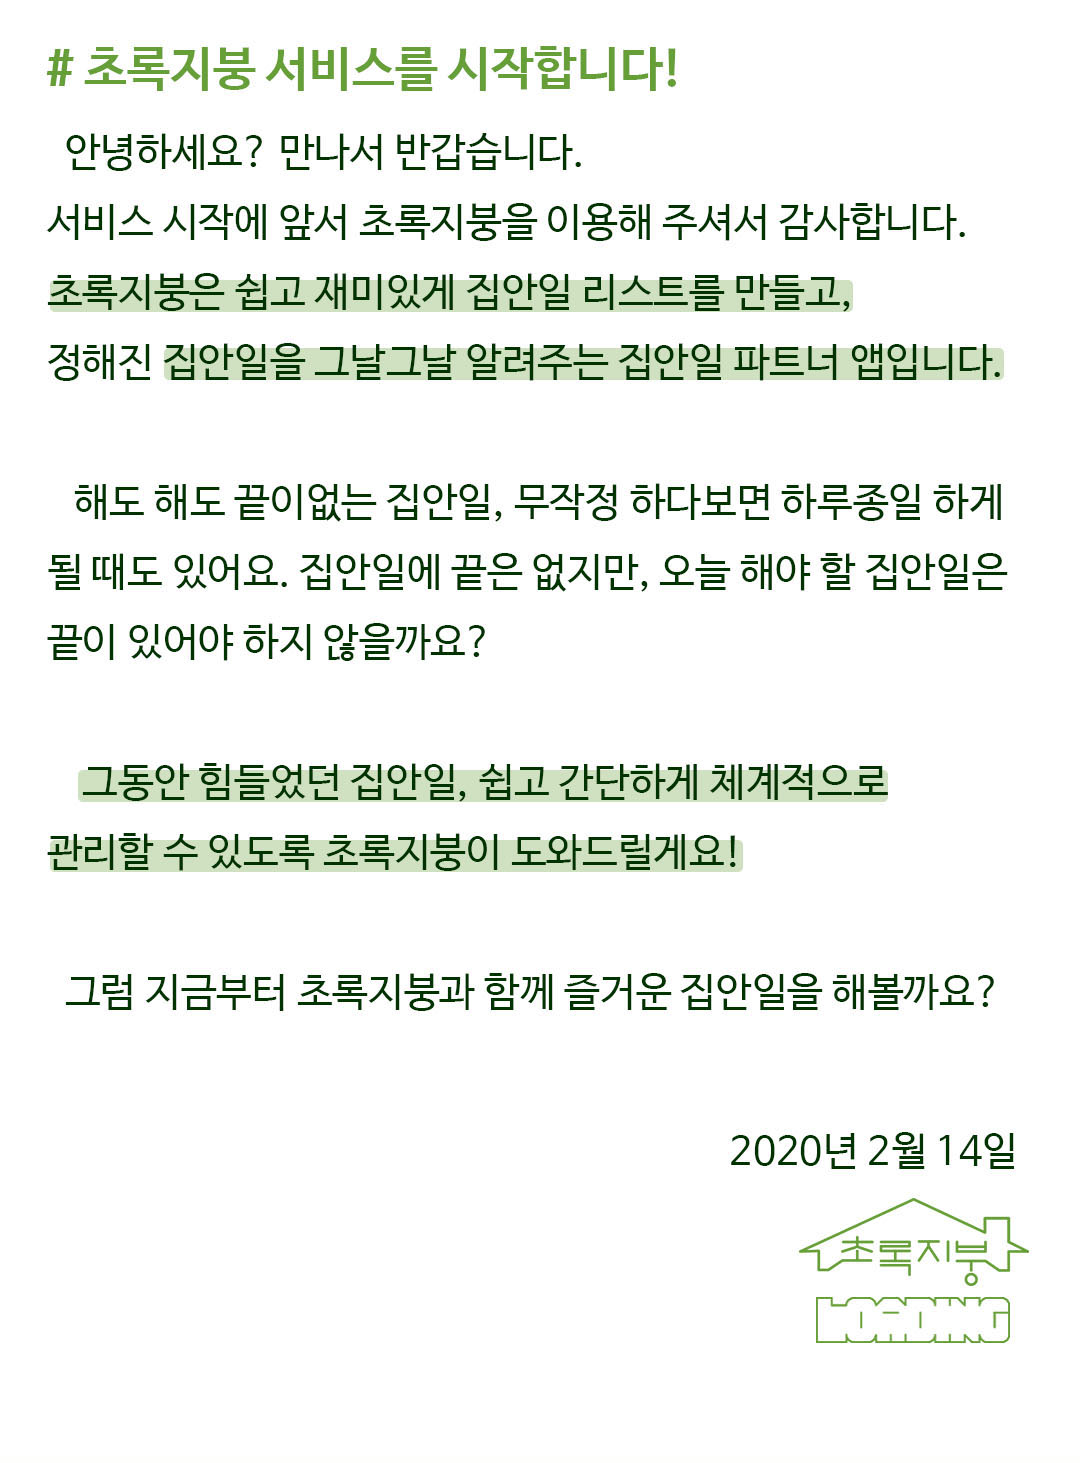 # 초록지붕 서비스를 시작합니다!
안녕하세요? 만나서 반갑습니다.
서비스 시작에 앞서 초록지붕을 이용해 주셔서 감사합니다.
초록지붕은 쉽고 재미있게 집안일 리스트를 만들고,
정해진 집안일을 그날그날 알려주는 집안일 파트너 앱입니다.
해도 해도 끝이없는 집안일, 무작정 하다보면 하루종일 하게
될 때도 있어요. 집안일에 끝은 없지만, 오늘 해야 할 집안일은
끝이 있어야 하지 않을까요?
그동안 힘들었던 집안일, 쉽고 간단하게 체계적으로
관리할 수 있도록 초록지붕이 도와드릴게요!
그럼 지금부터 초록지붕과 함께 즐거운 집안일을 해볼까요?
2020년 2월 14일
초록지붕
LOADING